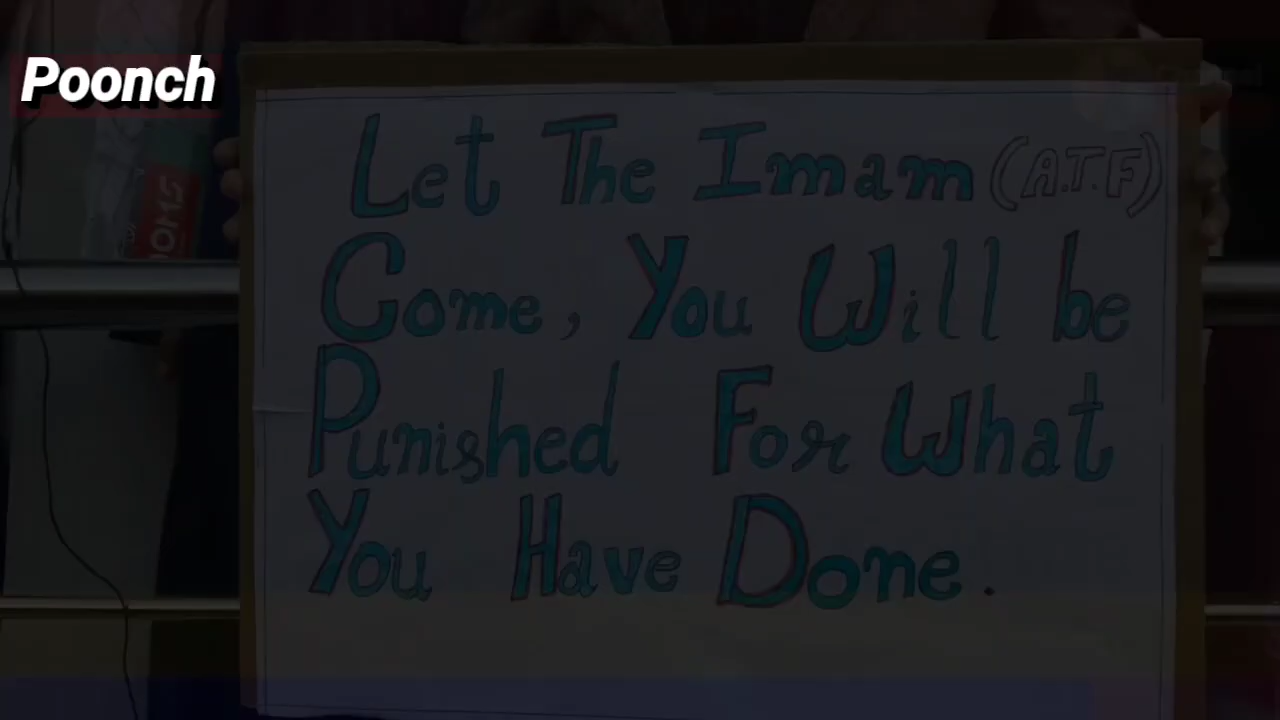 Poonch
Let The Imam (A.T.F)
Come, You Will be
Punished For What
You Have Done.